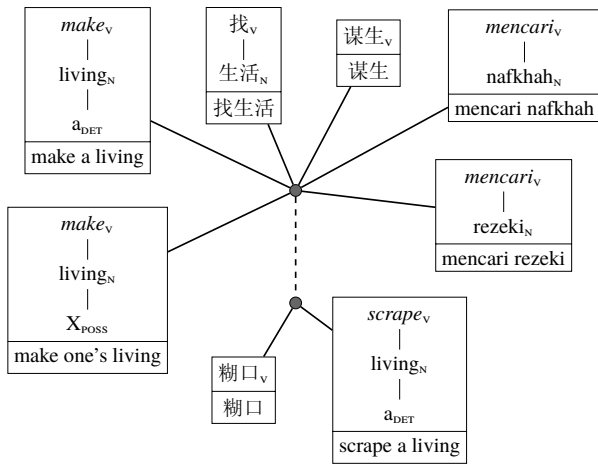 make_V
living_N
a_DET
make a living
找_V
生活_N
找生活
谋生_V
谋生
mencari_V
nafkhah_N
mencari nafkhah
mencari_V
rezeki_N
mencari rezeki
make_V
living_N
X_POSS
make one's living
糊口_V
糊口
scrape_V
living_N
a_DET
scrape a living